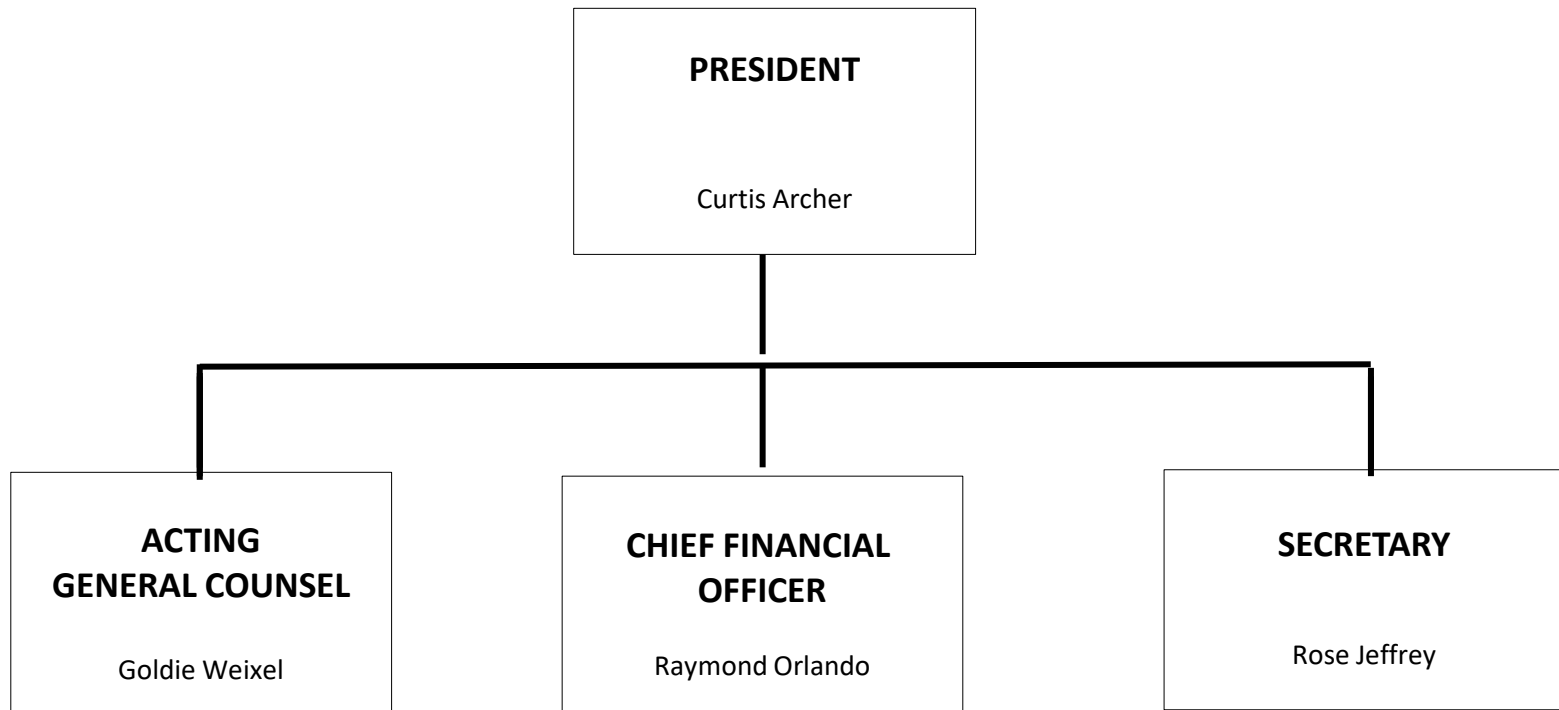 PRESIDENT
Curtis Archer
ACTING
GENERAL COUNSEL
Goldie Weixel
CHIEF FINANCIAL
OFFICER
Raymond Orlando
SECRETARY
Rose Jeffrey